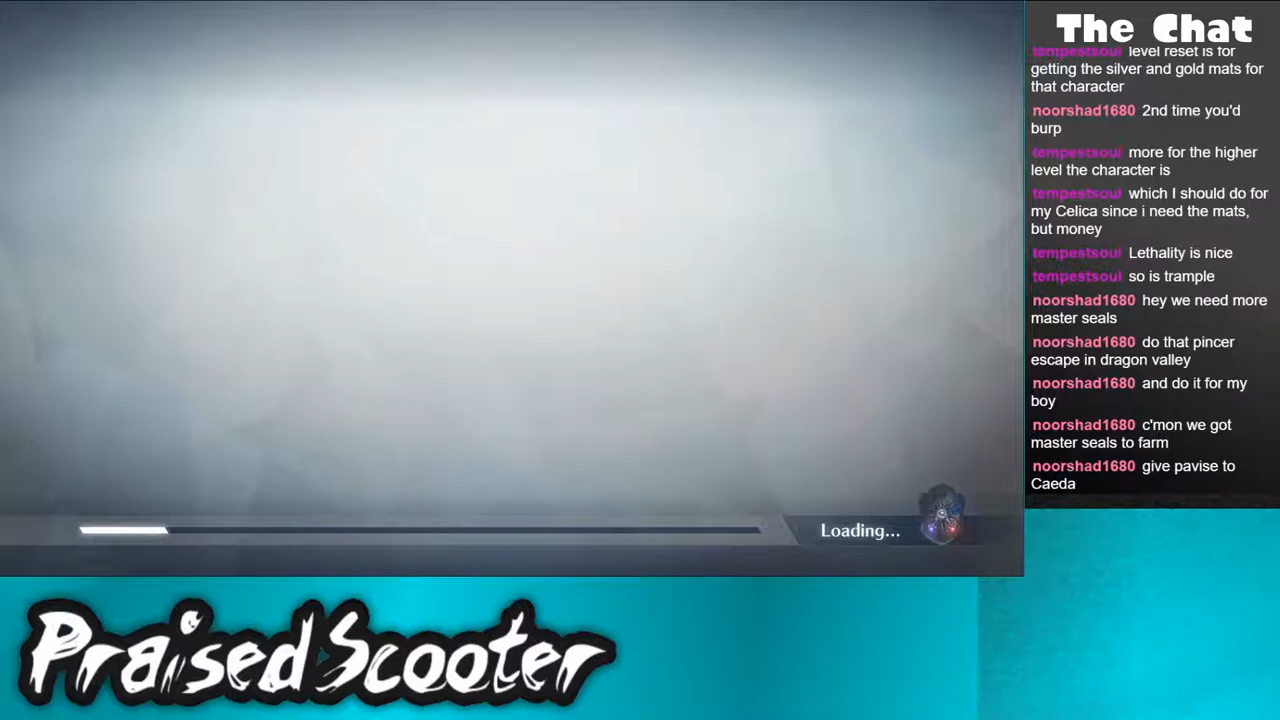 The Chat
tempestsoul level reset is for
getting the silver and gold mats for
that character
noorshad1680 2nd time you'd
burp
tempestsoul more for the higher
level the character is
tempestsoul which I should do for
my Celica since i need the mats,
but money
tempestsoul Lethality is nice
tempestsoul so is trample
noorshad1680 hey we need more
master seals
noorshad1680 do that pincer
escape in dragon valley
noorshad1680 and do it for my
boy
noorshad1680 c'mon we got
master seals to farm
noorshad1680 give pavise to
Caeda
Loading...
PraisedScooter